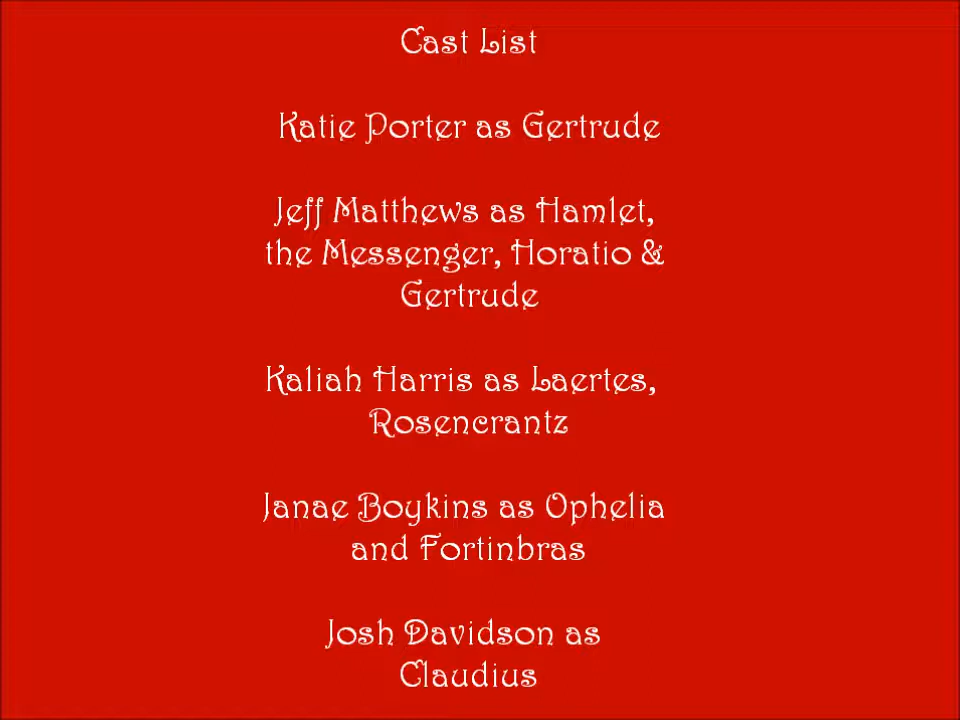 Cast List
Katie Porter as Gertrude
Jeff Matthews as Hamlet,
the Messenger, Horatio &
Gertrude
Kaliah Harris as Laertes,
Rosencrantz
Janae Boykins as Ophelia
and Fortinbras
Josh Davidson as
Claudius